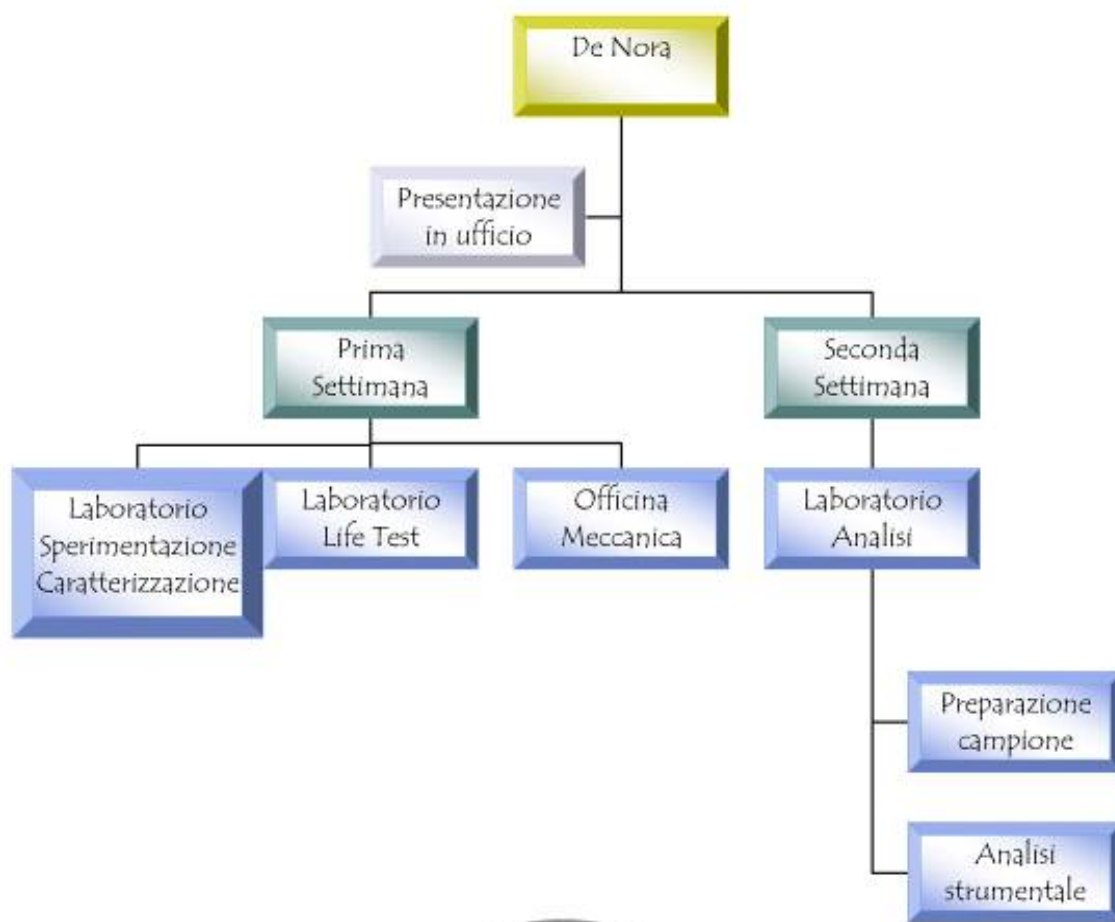 De Nora
Presentazione
in ufficio
Prima
Settimana
Seconda
Settimana
Laboratorio
Sperimentazione
Caratterizzazione
Laboratorio
Life Test
Officina
Meccanica
Laboratorio
Analisi
Preparazione
campione
Analisi
strumentale